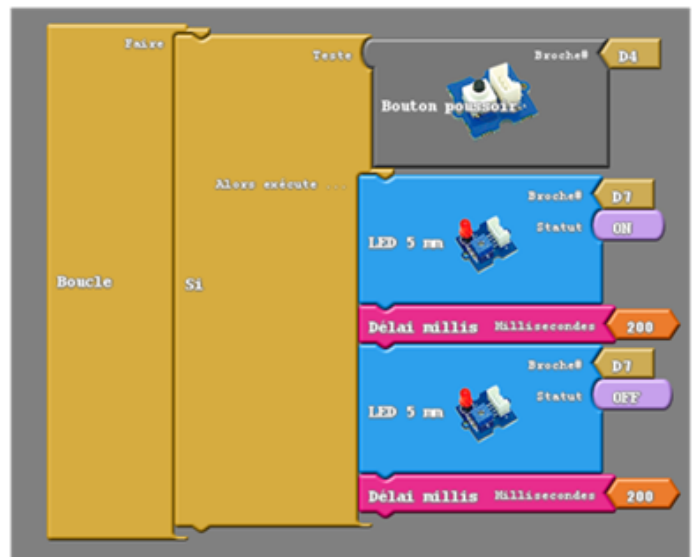 Faire
Teste
Broche# D4
Bouton poussoir
Alors exécute ...
Broche# D7
Statut ON
LED 5 mm
Boucle
Si
Délai millis Millisecondes 200
Broche# D7
Statut OFF
LED 5 mm
Délai millis Millisecondes 200